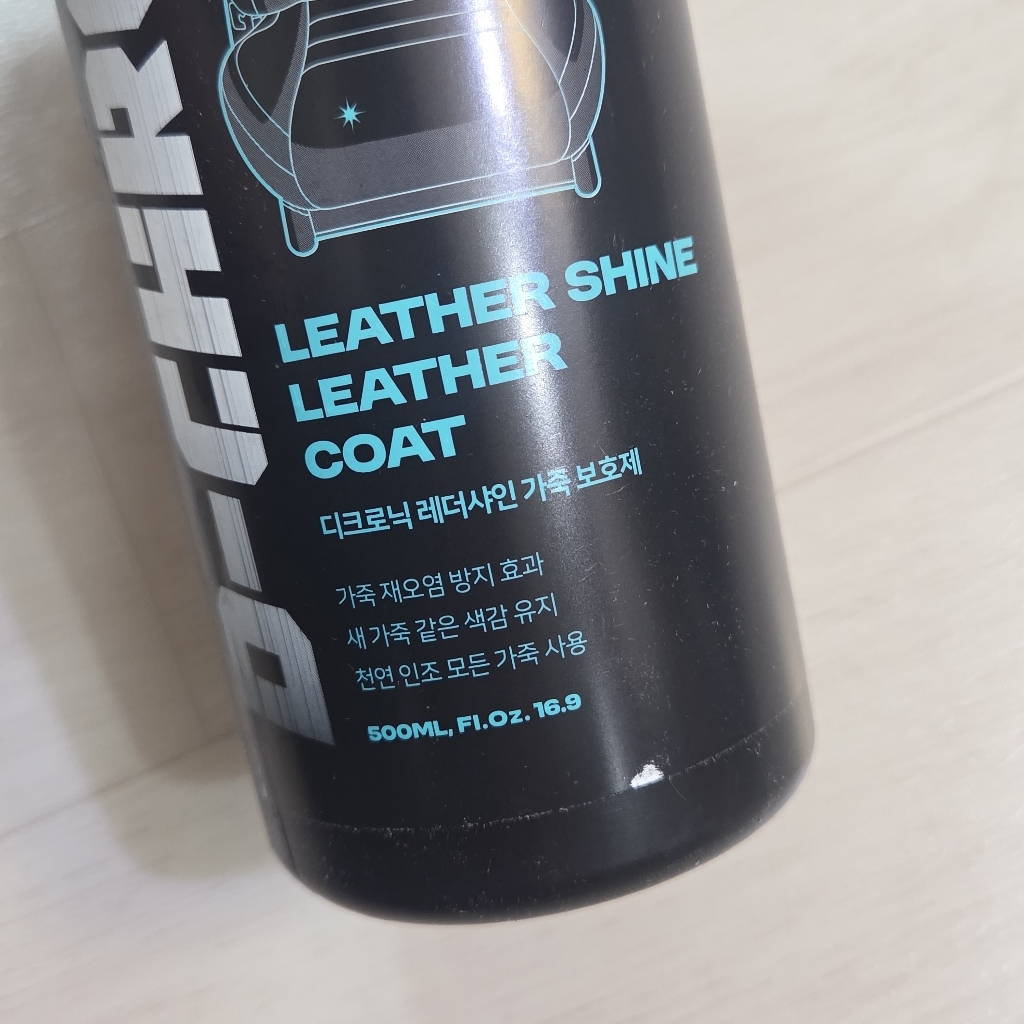 D-CHRO
LEATHER SHINE
LEATHER
COAT
디크로닉 레더샤인 가죽 보호제
가죽 재오염 방지 효과
새 가죽 같은 색감 유지
천연 인조 모든 가죽 사용
500ML, Fl.Oz. 16.9